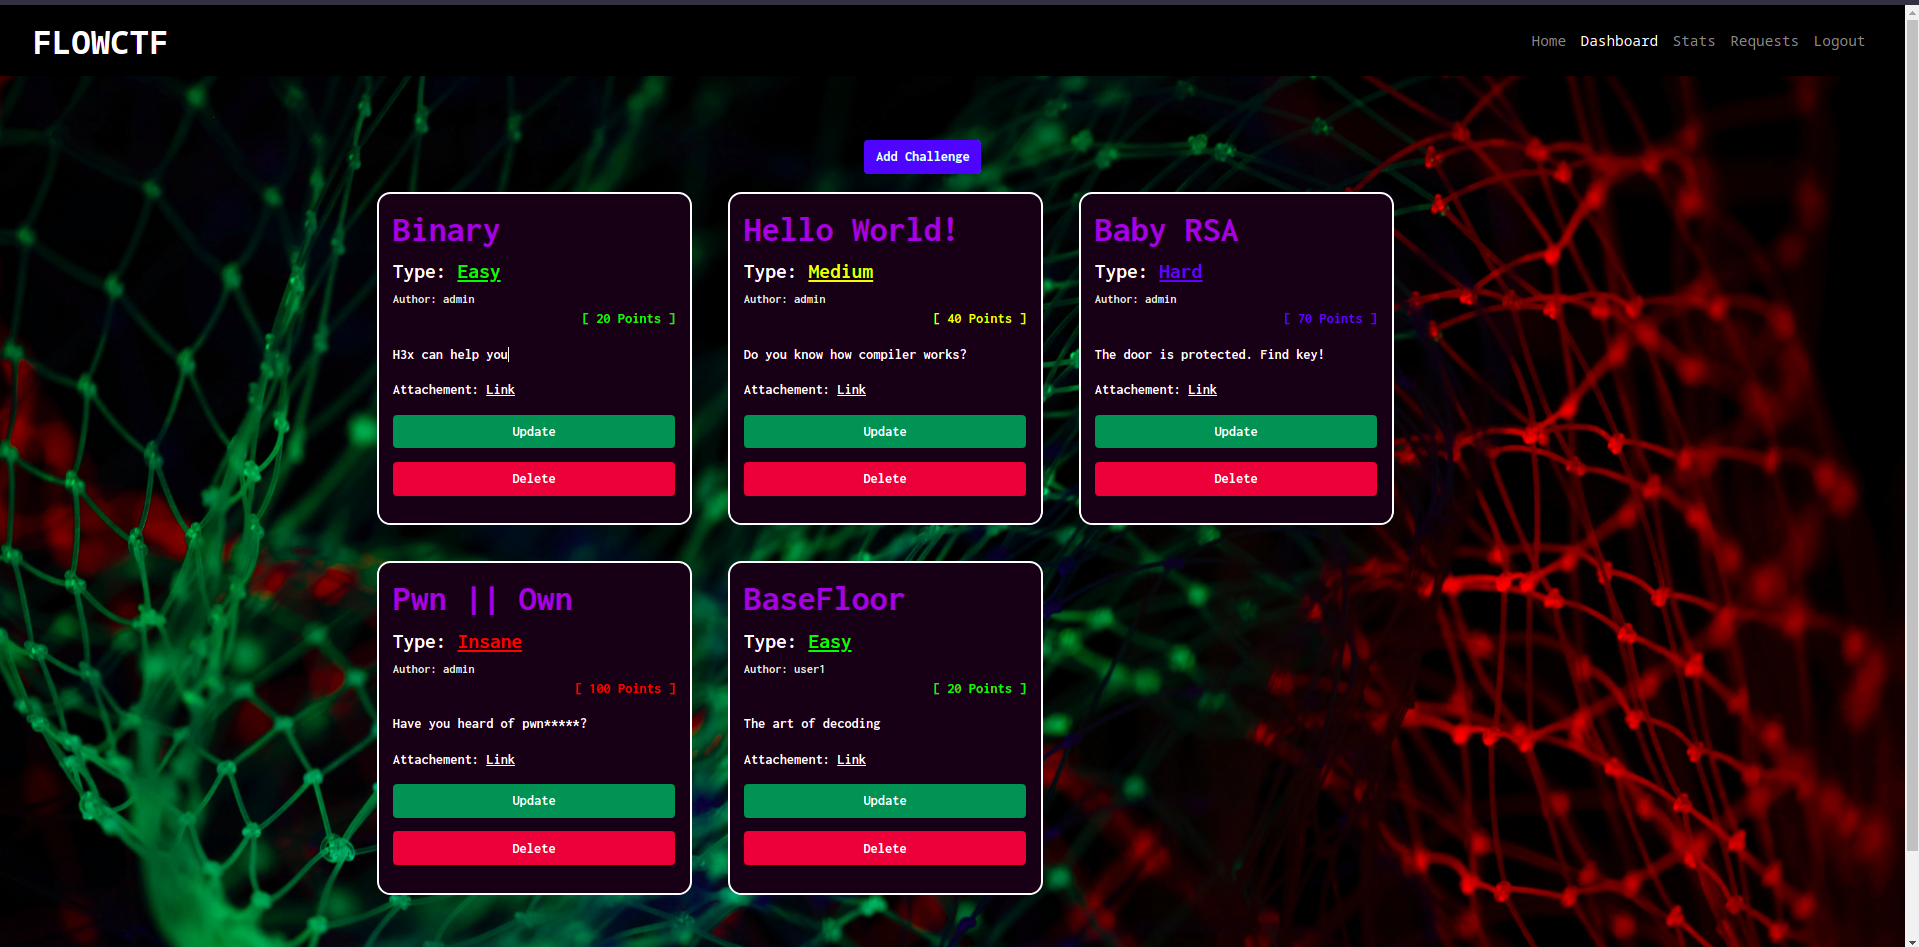 FLOWCTF
Home Dashboard Stats Requests Logout
Add Challenge
Binary
Type: Easy
Author: admin
[ 20 Points ]
H3x can help you
Attachement: Link
Update
Delete
Hello World!
Type: Medium
Author: admin
[ 40 Points ]
Do you know how compiler works?
Attachement: Link
Update
Delete
Baby RSA
Type: Hard
Author: admin
[ 70 Points ]
The door is protected. Find key!
Attachement: Link
Update
Delete
Pwn || Own
Type: Insane
Author: admin
[ 100 Points ]
Have you heard of pwn*****?
Attachement: Link
Update
Delete
BaseFloor
Type: Easy
Author: user1
[ 20 Points ]
The art of decoding
Attachement: Link
Update
Delete